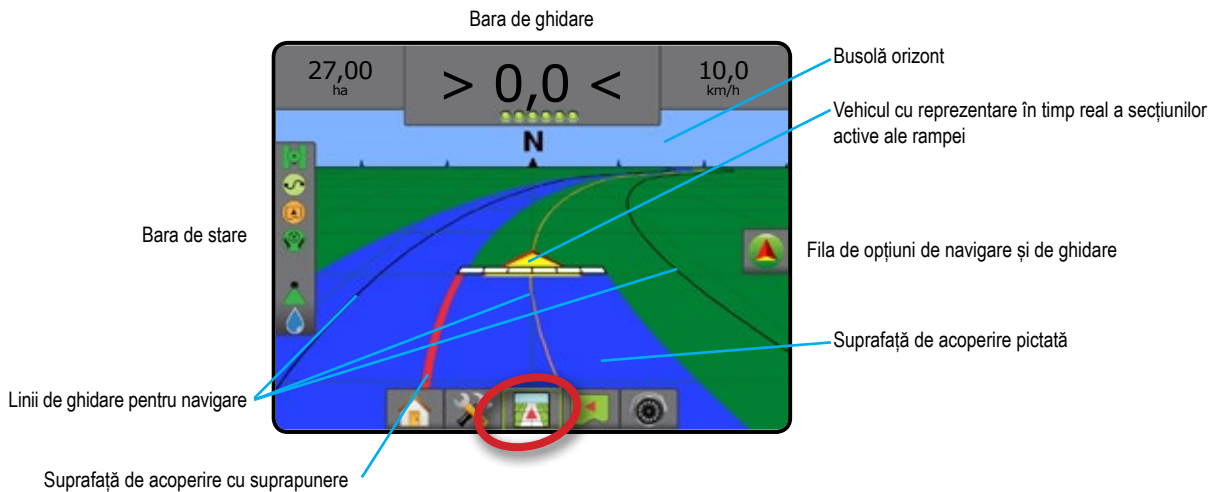 Bara de ghidare
27,00
ha
> 0,0 <
10,0
km/h
N
Busolă orizont
Vehicul cu reprezentare în timp real a secțiunilor
active ale rampei
Bara de stare
Fila de opțiuni de navigare și de ghidare
Suprafață de acoperire pictată
Linii de ghidare pentru navigare
Suprafață de acoperire cu suprapunere